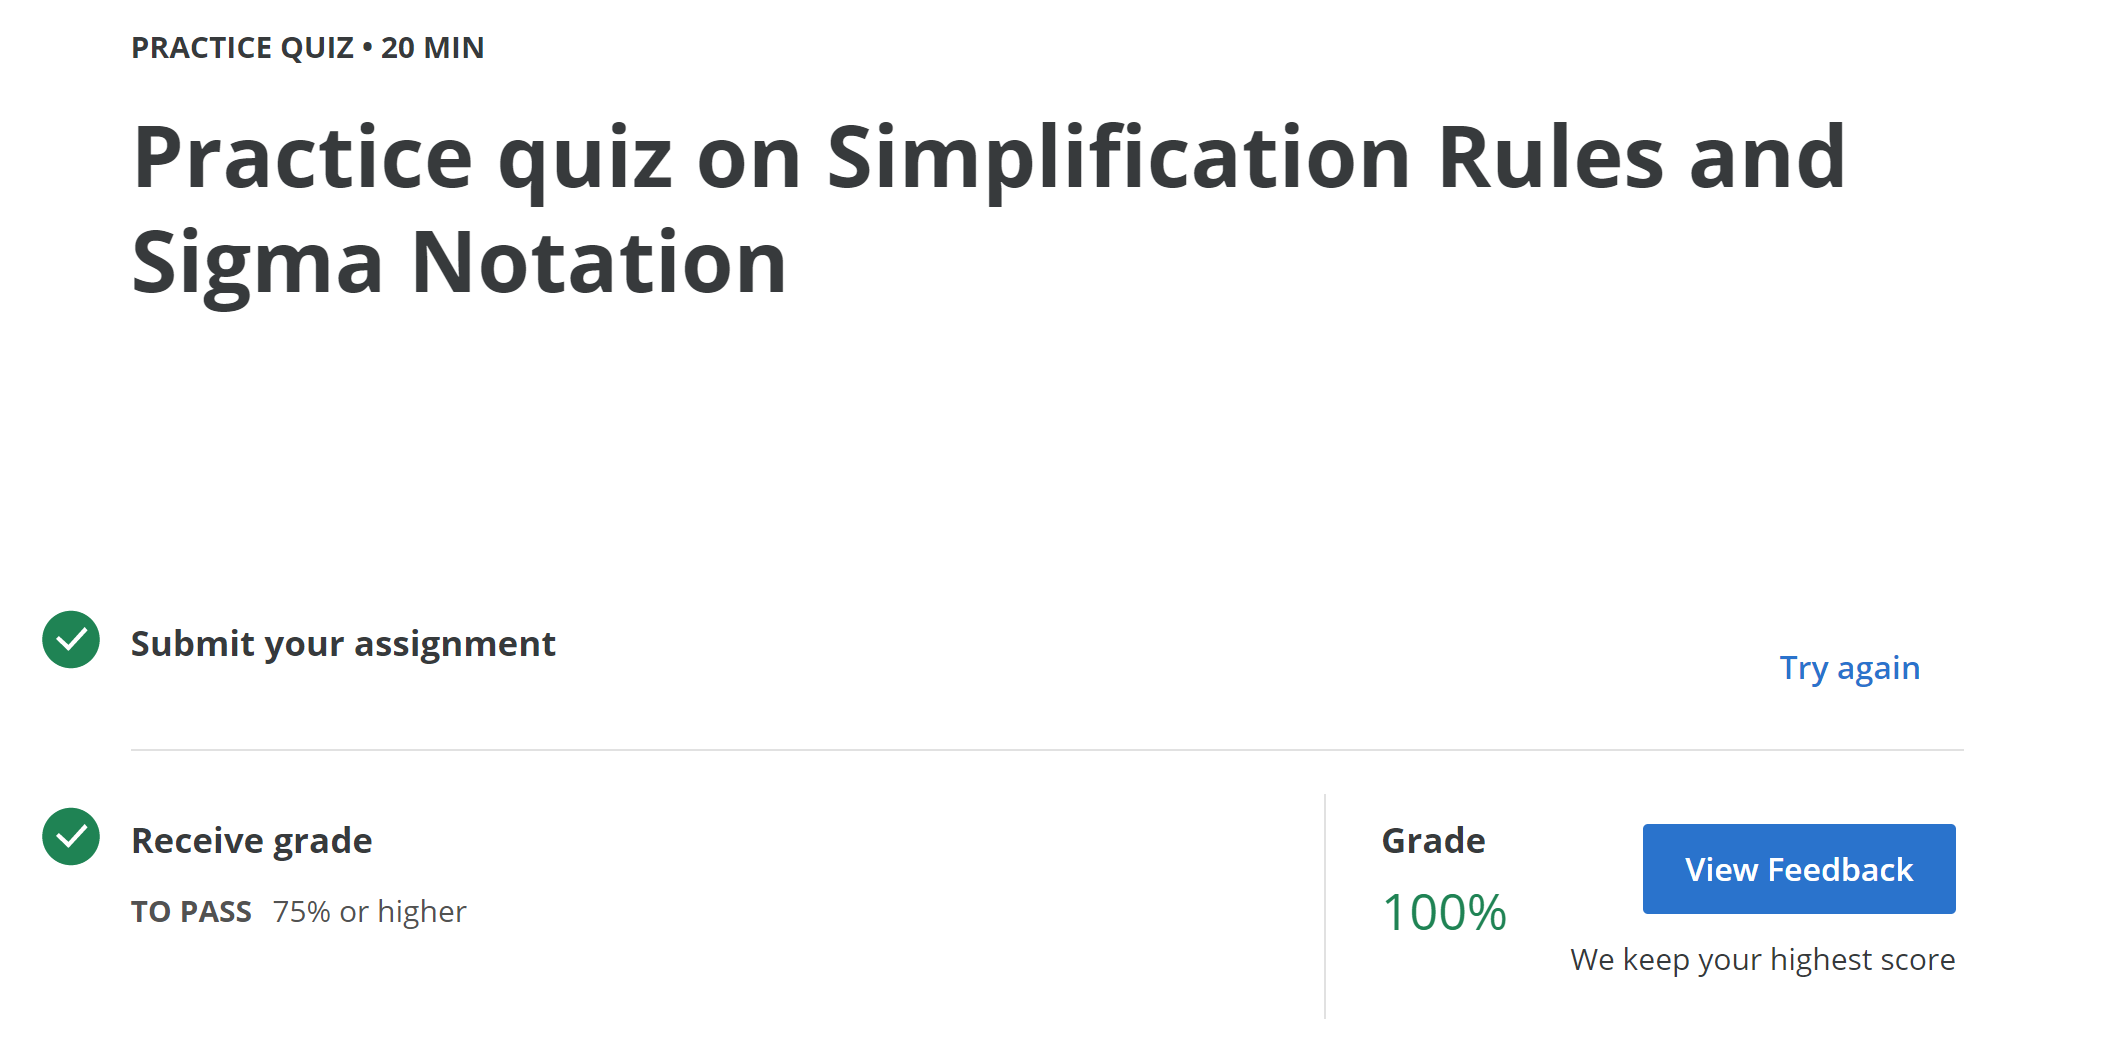 PRACTICE QUIZ • 20 MIN
Practice quiz on Simplification Rules and
Sigma Notation
Submit your assignment
Try again
Receive grade
TO PASS 75% or higher
Grade
100%
View Feedback
We keep your highest score